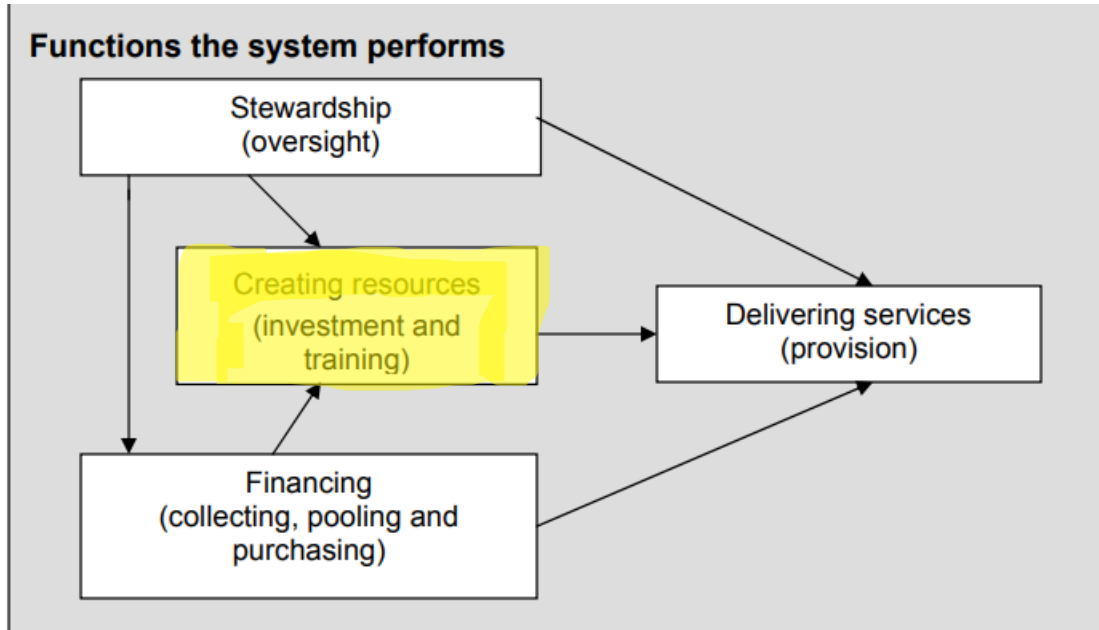 Functions the system performs
Stewardship
(oversight)
Creating resources
(investment and
training)
Delivering services
(provision)
Financing
(collecting, pooling and
purchasing)